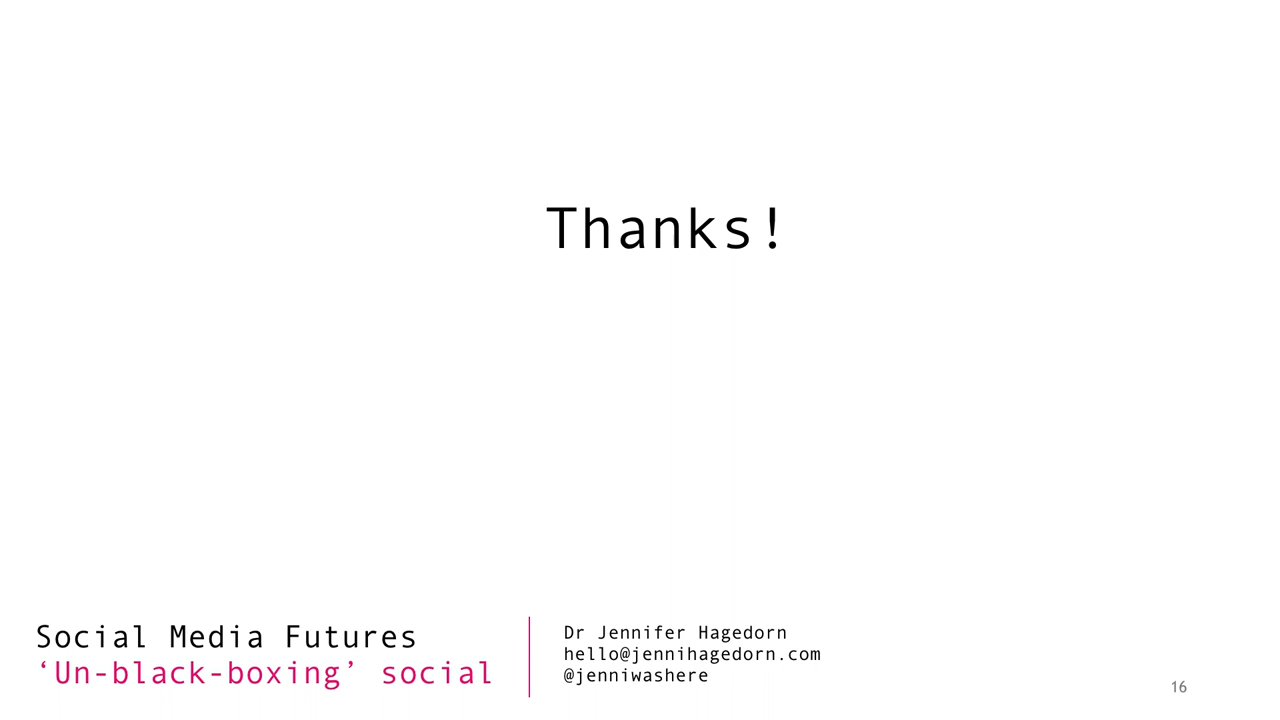 Thanks!
Social Media Futures
‘Un-black-boxing’ social
Dr Jennifer Hagedorn
hello@jennihagedorn.com
@jenniwashere
16